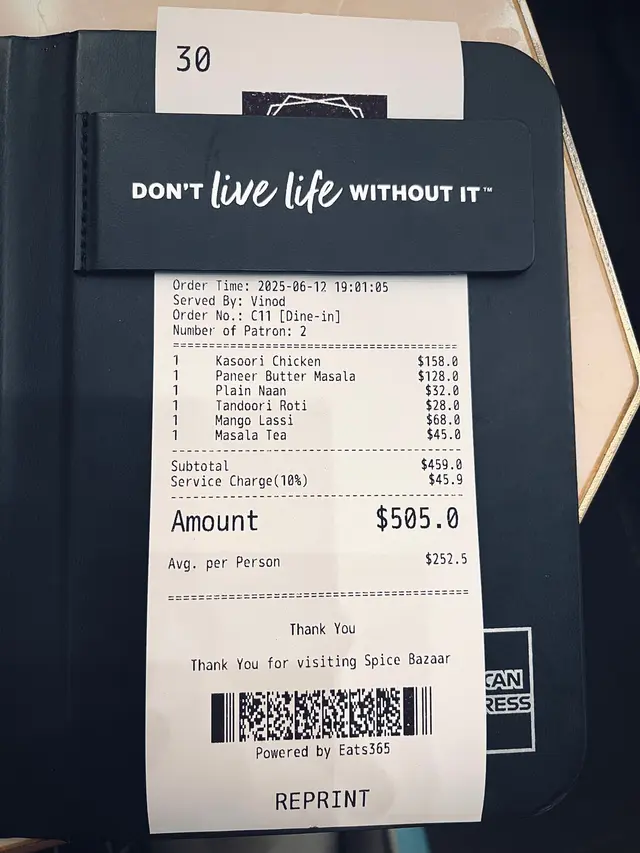 30
DON'T live life WITHOUT IT™
Order Time: 2025-06-12 19:01:05
Served By: Vinod
Order No.: C11 [Dine-in]
Number of Patron: 2
1 Kasoori Chicken $158.0
1 Paneer Butter Masala $128.0
1 Plain Naan $32.0
1 Tandoori Roti $28.0
1 Mango Lassi $68.0
1 Masala Tea $45.0
Subtotal $459.0
Service Charge(10%) $45.9
Amount $505.0
Avg. per Person $252.5
Thank You
Thank You for visiting Spice Bazaar
Powered by Eats365
REPRINT
CAN
RESS